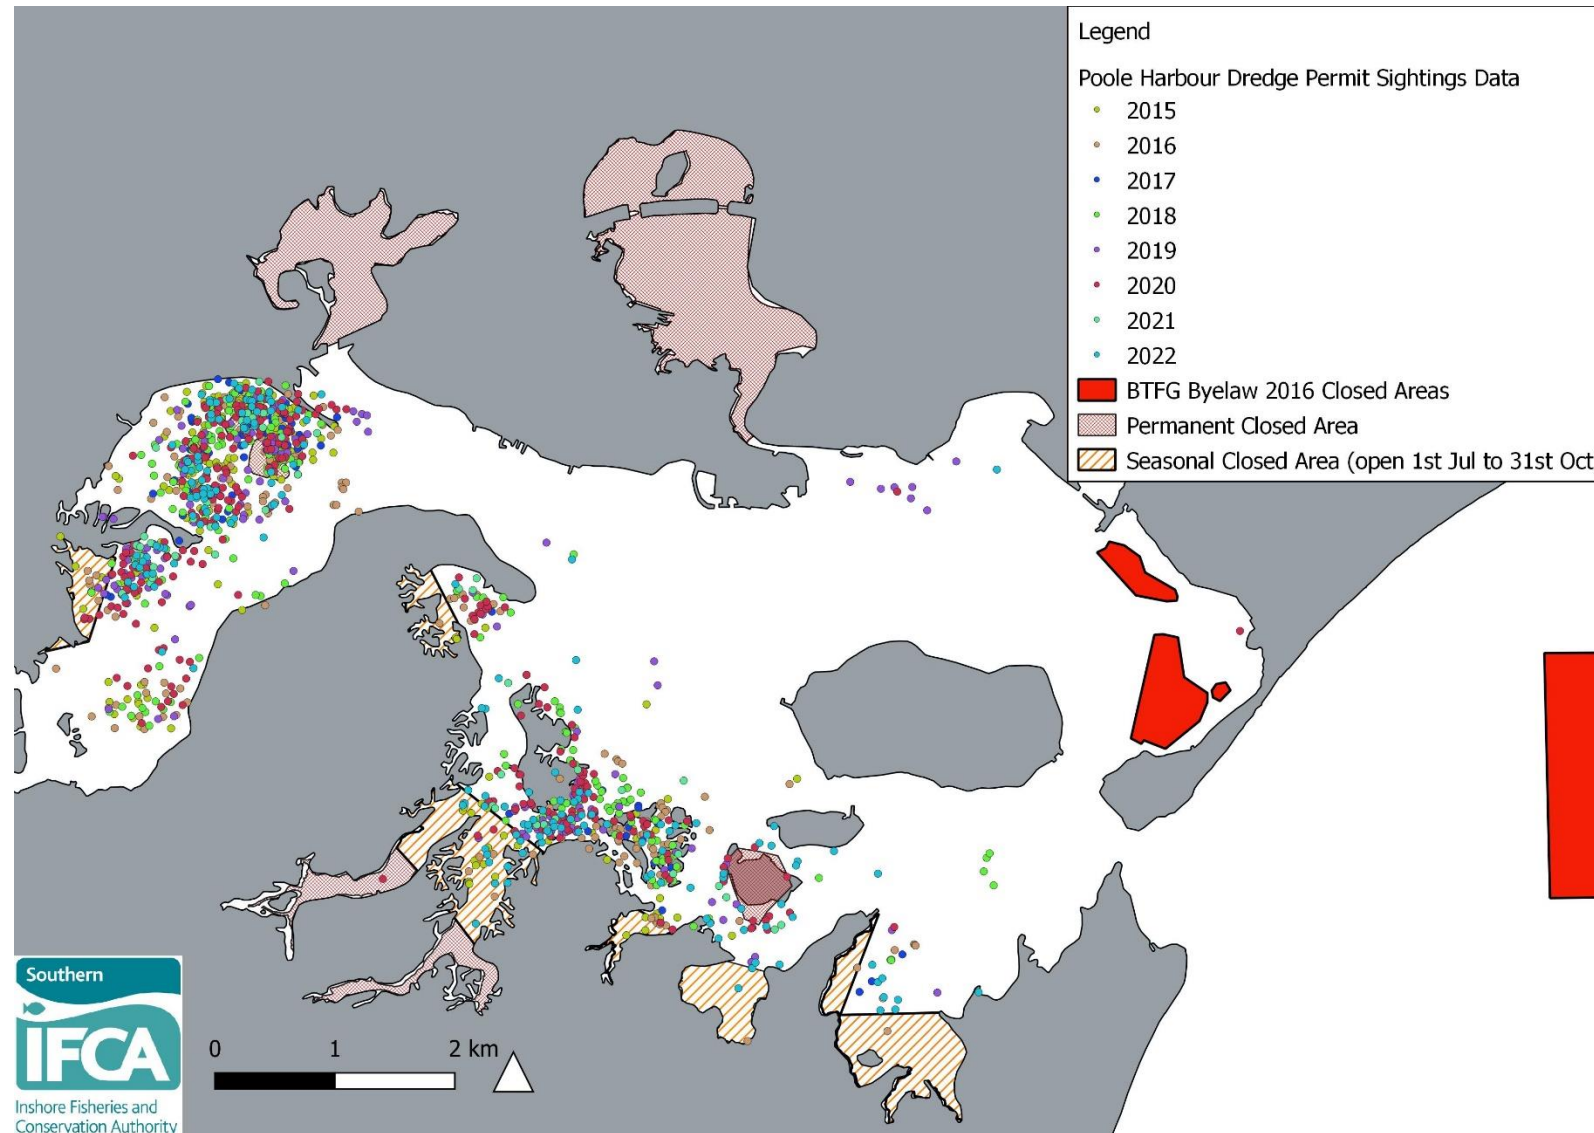 Legend
Poole Harbour Dredge Permit Sightings Data
2015
2016
2017
2018
2019
2020
2021
2022
BTFG Byelaw 2016 Closed Areas
Permanent Closed Area
Seasonal Closed Area (open 1st Jul to 31st Oct
Southern
IFCA
Inshore Fisheries and
Conservation Authority
0 1 2 km